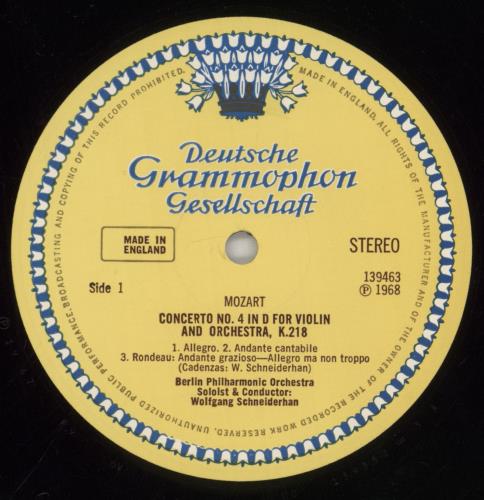 Deutsche
Grammophon
Gesellschaft
MADE IN
ENGLAND
STEREO
Side 1
139463
℗ 1968
MOZART
CONCERTO NO. 4 IN D FOR VIOLIN
AND ORCHESTRA, K.218
1. Allegro. 2. Andante cantabile
3. Rondeau: Andante grazioso—Allegro ma non troppo
(Cadenzas: W. Schneiderhan)
Berlin Philharmonic Orchestra
Soloist & Conductor:
Wolfgang Schneiderhan
MADE IN ENGLAND. ALL RIGHTS OF THE MANUFACTURER AND OF THE OWNER OF THE RECORDED WORK RESERVED. UNAUTHORIZED PUBLIC PERFORMANCE, BROADCASTING AND COPYING OF THIS RECORD PROHIBITED.